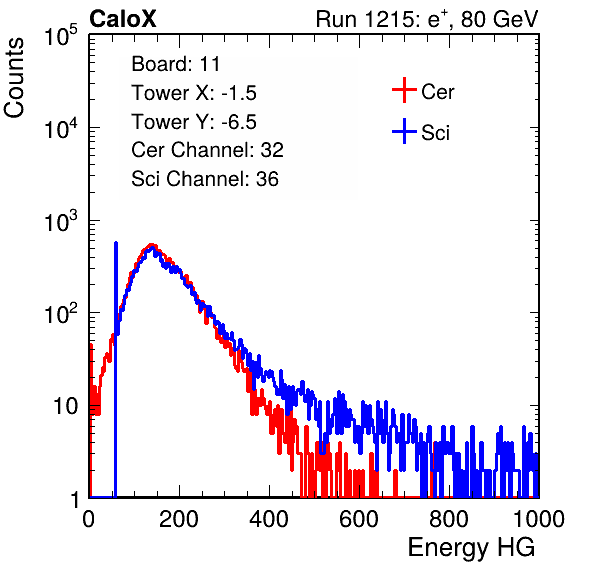 CaloX Run 1215: e⁺, 80 GeV
Counts
Board: 11
Tower X: -1.5
Tower Y: -6.5
Cer Channel: 32
Sci Channel: 36
Cer
Sci
10⁵
10⁴
10³
10²
10
1
0 200 400 600 800 1000
Energy HG